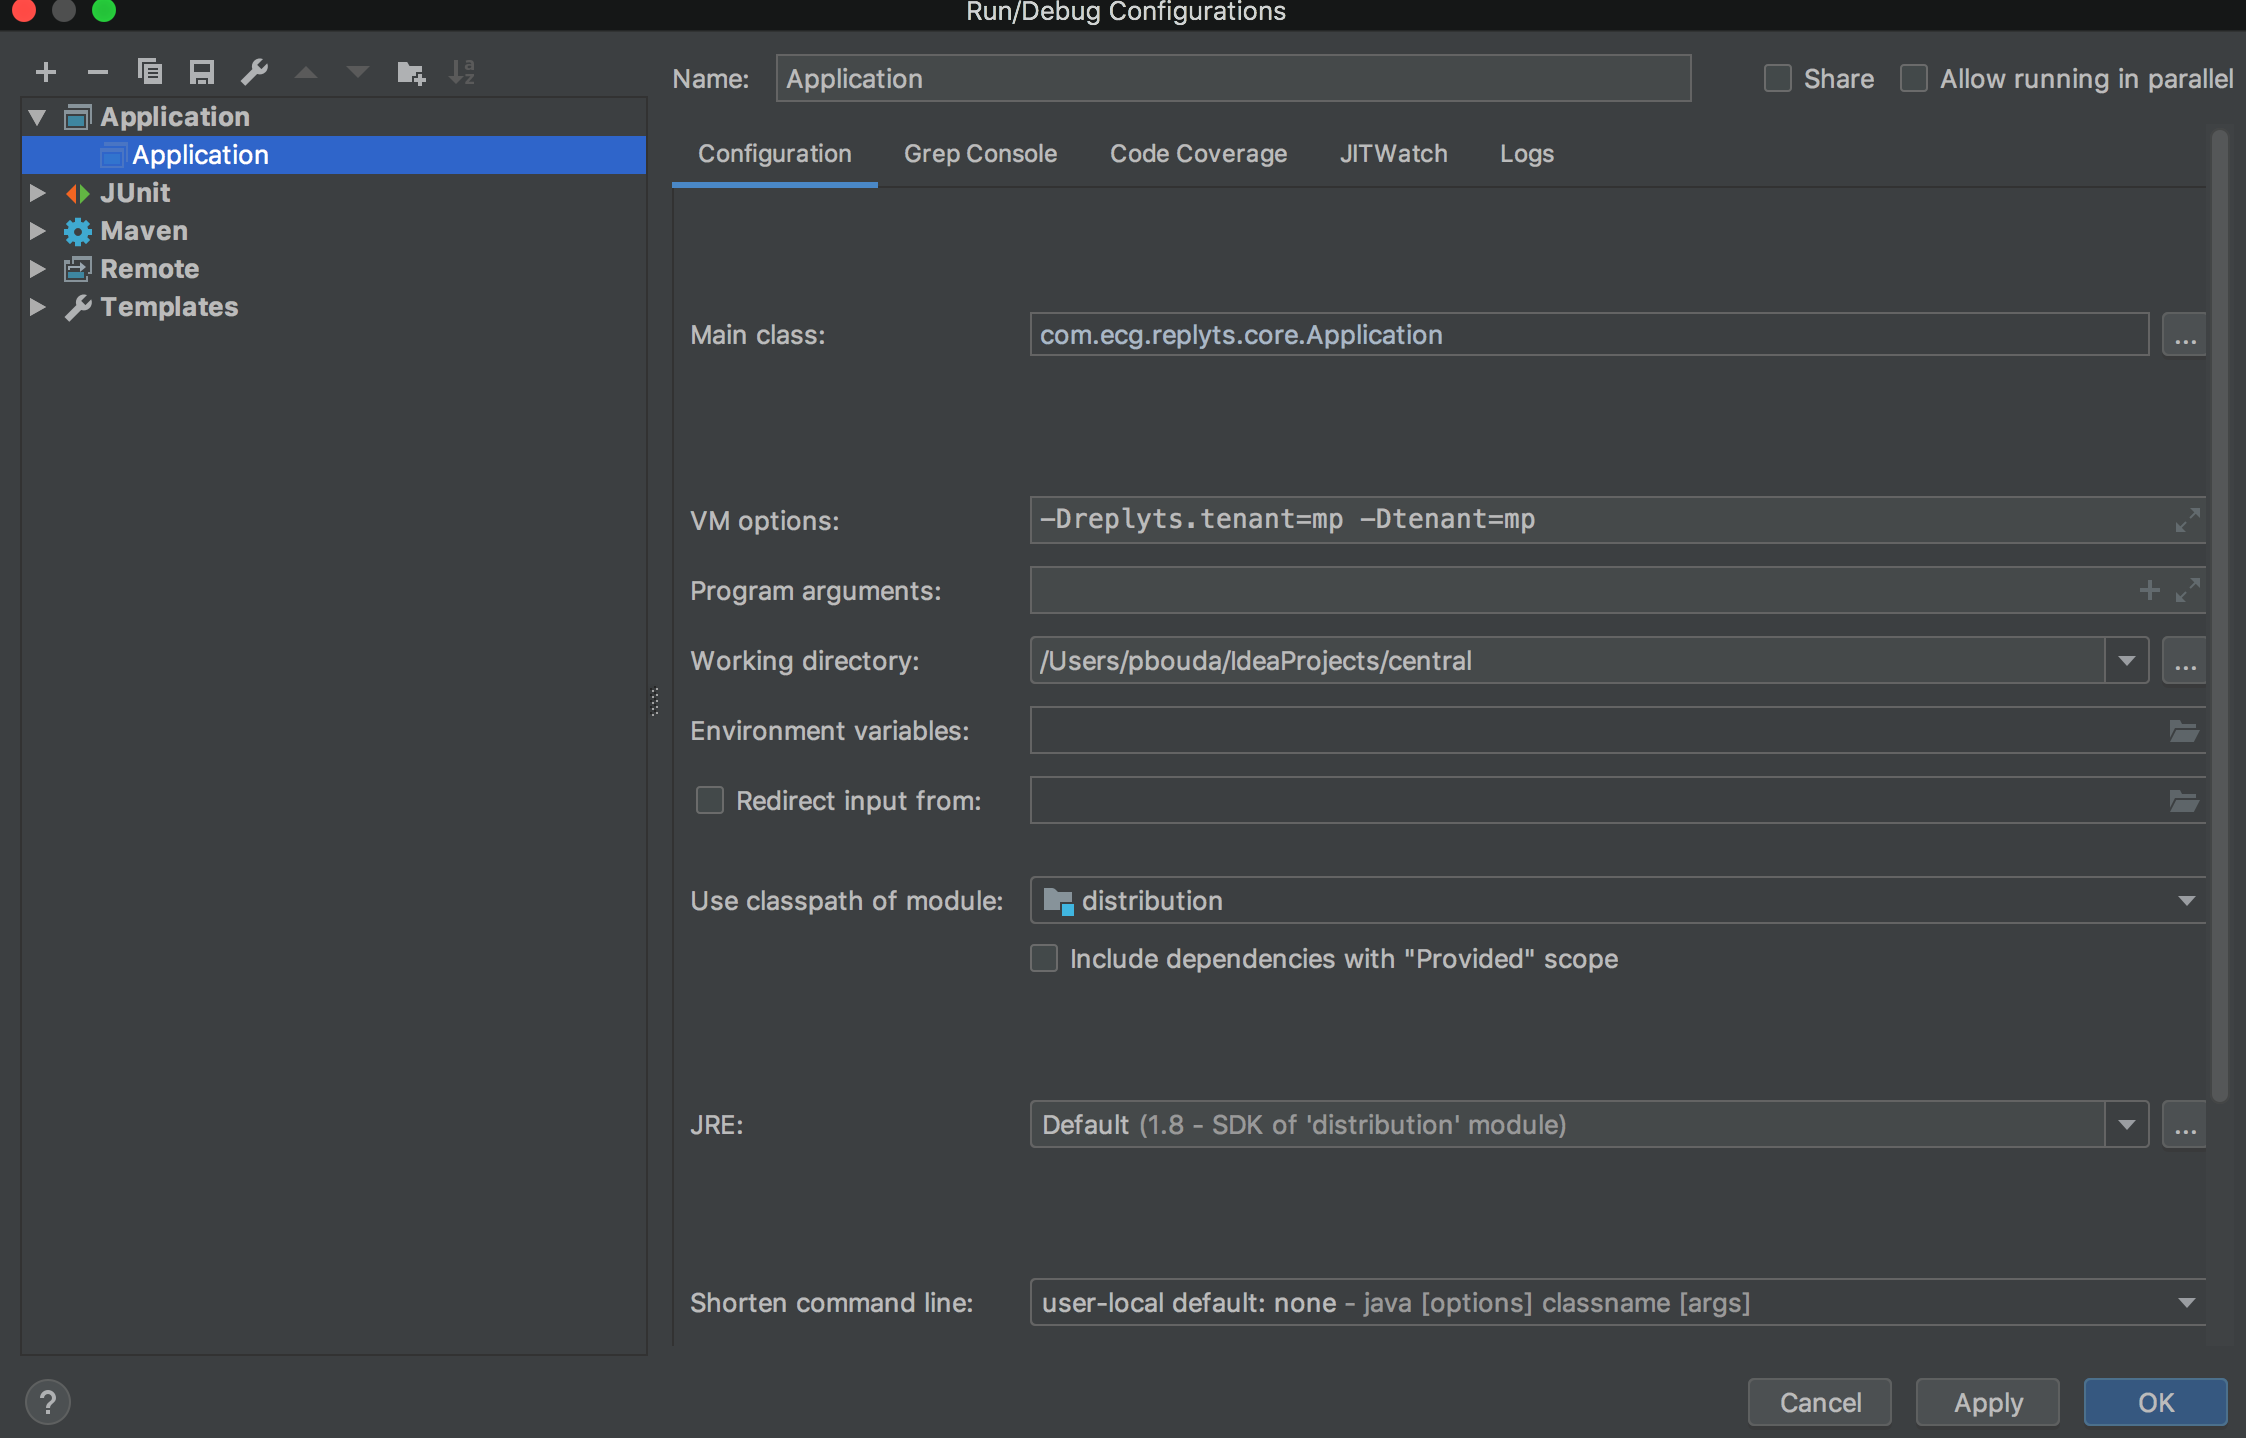 Run/Debug Configurations
Name: Application Share Allow running in parallel
Application
Application
JUnit
Maven
Remote
Templates
Configuration Grep Console Code Coverage JITWatch Logs
Main class: com.ecg.replyts.core.Application ...
VM options: -Dreplyts.tenant=mp -Dtenant=mp
Program arguments:
Working directory: /Users/pbouda/IdeaProjects/central ...
Environment variables:
Redirect input from:
Use classpath of module: distribution
Include dependencies with "Provided" scope
JRE: Default (1.8 - SDK of 'distribution' module) ...
Shorten command line: user-local default: none - java [options] classname [args]
? Cancel Apply OK